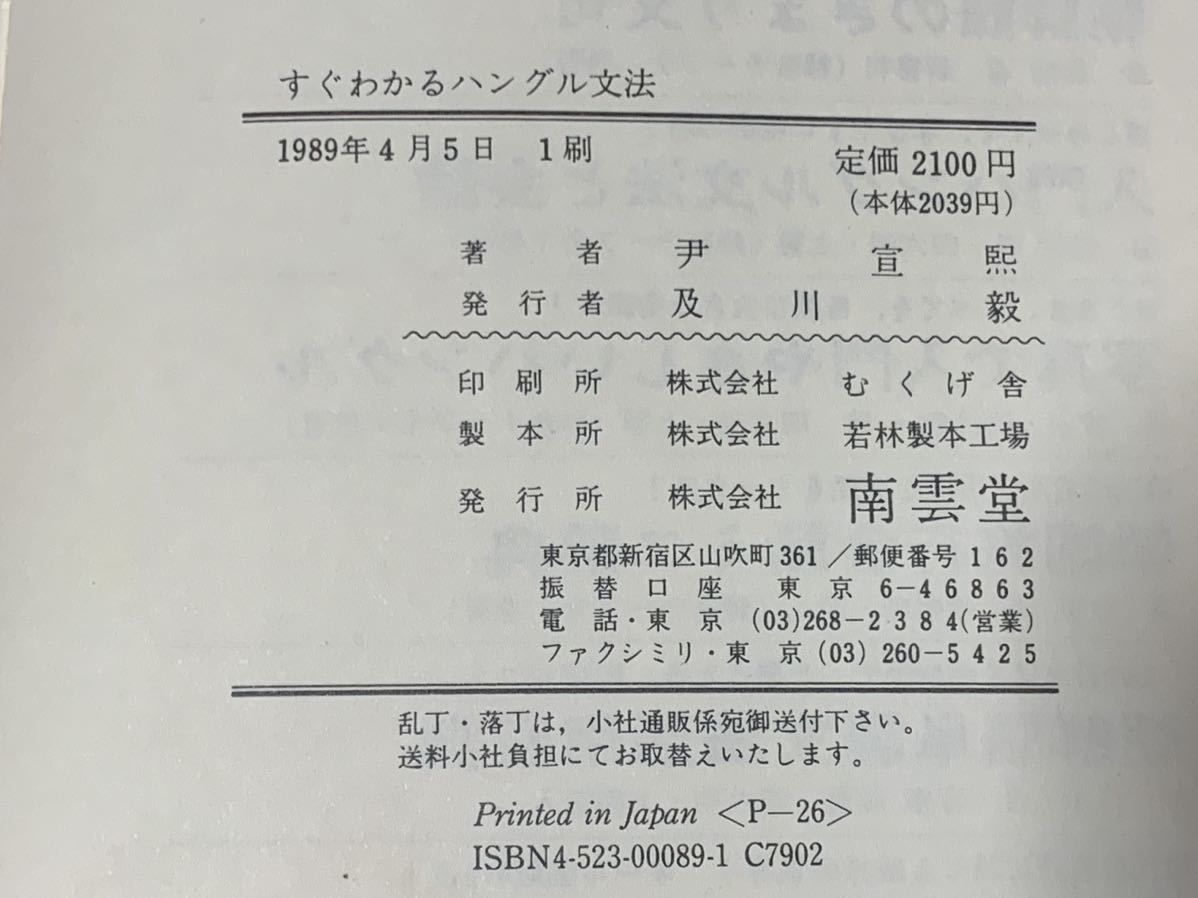 すぐわかるハングル文法
1989年4月5日 1刷
定価 2100円
（本体2039円）
著者 尹宣熙
発行者 及川毅
印刷所 株式会社 むくげ舎
製本所 株式会社 若林製本工場
発行所 株式会社 南雲堂
東京都新宿区山吹町361／郵便番号162
振替口座 東京 6-46863
電話・東京 (03)268-2384(営業)
ファクシミリ・東京 (03) 260-5425
乱丁・落丁は，小社通販係宛御送付下さい。
送料小社負担にてお取替えいたします。
Printed in Japan <P-26>
ISBN4-523-00089-1 C7902